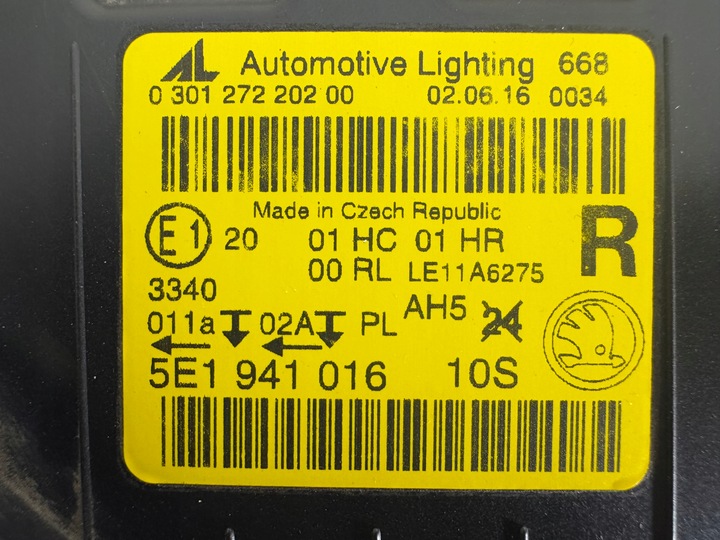 AL Automotive Lighting 668
0 301 272 202 00 02.06.16 0034
Made in Czech Republic
E1 20 01 HC 01 HR R
00 RL LE11A6275
3340
AH5 24
011a 02A PL
5E1 941 016 10S